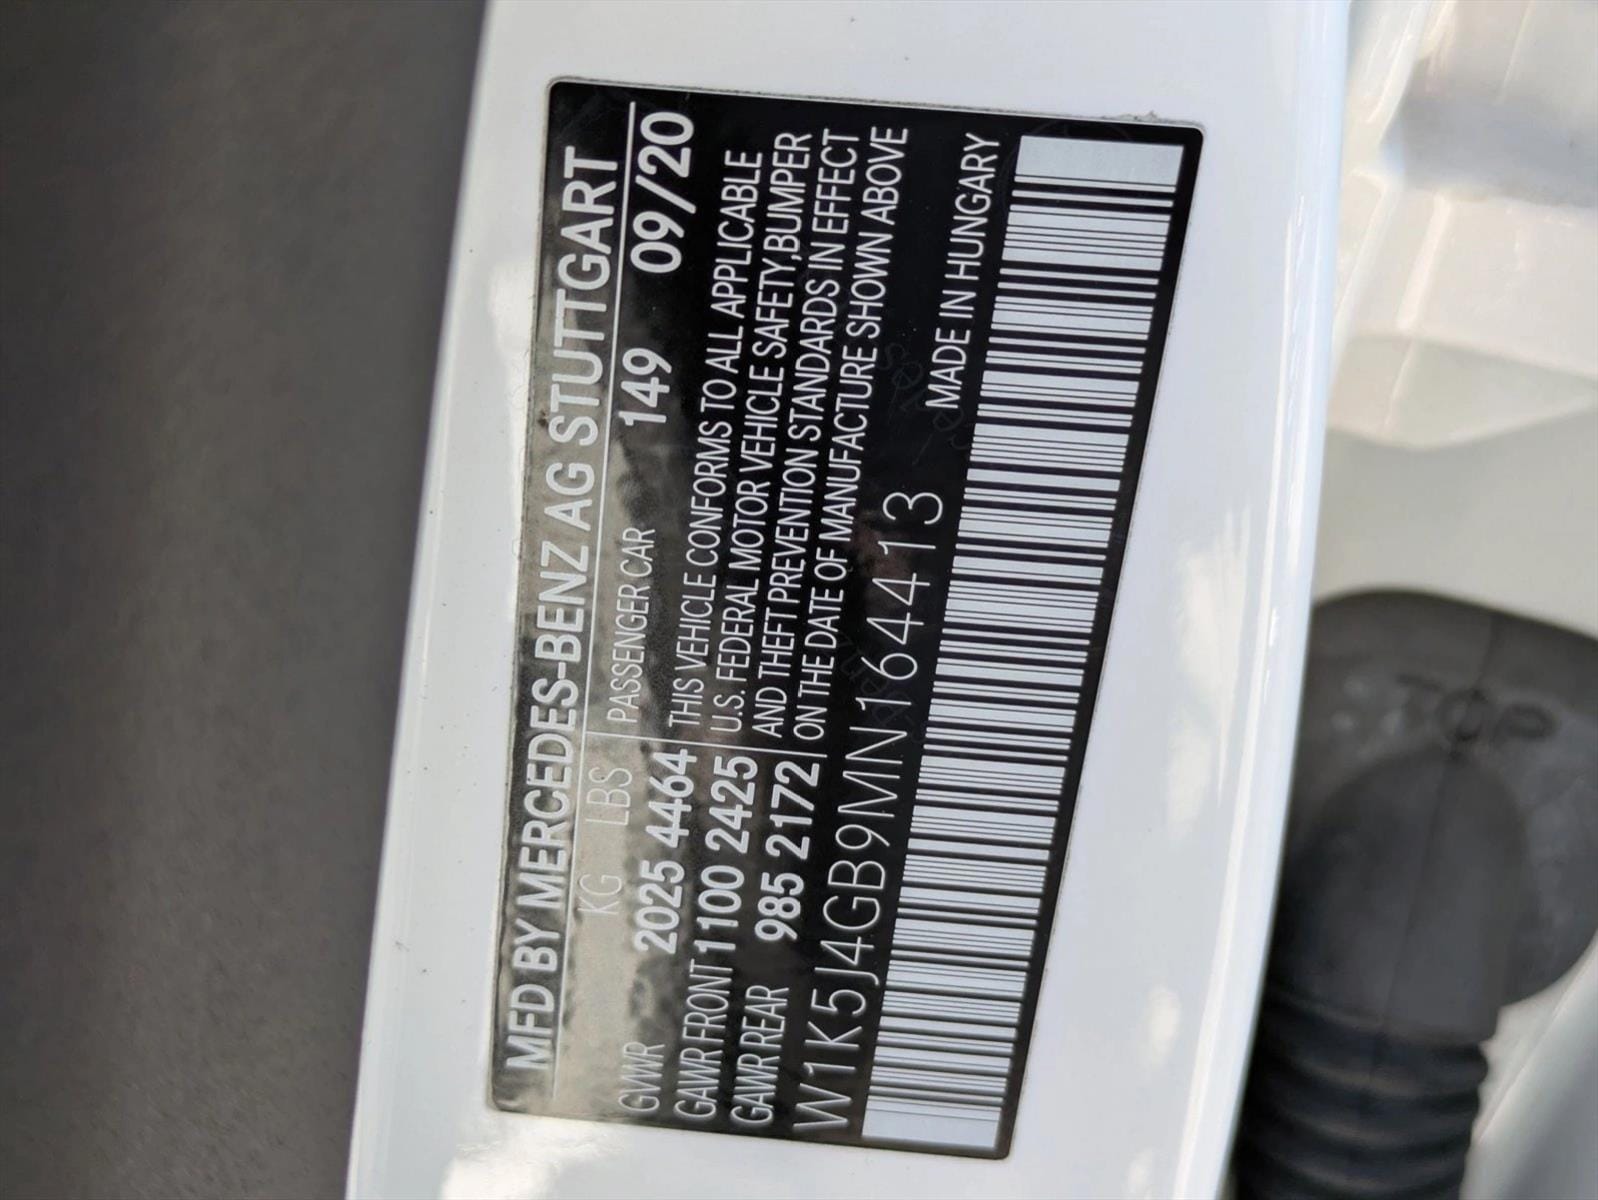 MFD BY MERCEDES-BENZ AG STUTTGART
KG LBS PASSENGER CAR 149 09/20
GVWR 2025 4464 THIS VEHICLE CONFORMS TO ALL APPLICABLE
GAWR FRONT 1100 2425 U.S. FEDERAL MOTOR VEHICLE SAFETY,BUMPER
GAWR REAR 985 2172 AND THEFT PREVENTION STANDARDS IN EFFECT
ON THE DATE OF MANUFACTURE SHOWN ABOVE
W1K5J4GB9MN164413 MADE IN HUNGARY
TOP